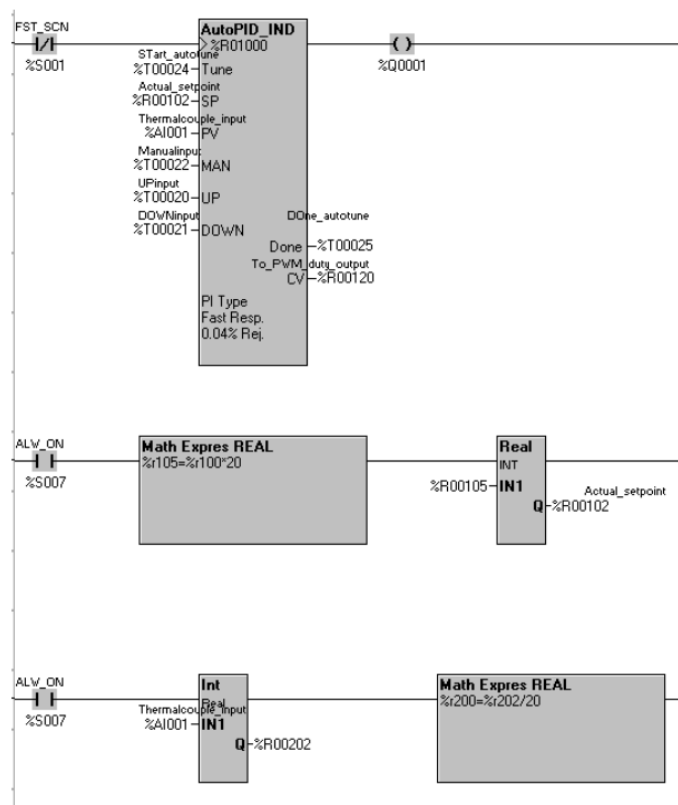 FST_SCN
%S001
AutoPID_IND
%R01000
STart_autotune
%T00024 Tune
Actual_setpoint
%R00102 SP
Thermalcouple_input
%AI001 PV
Manualinput
%T00022 MAN
UPinput
%T00020 UP
DOWNinput
%T00021 DOWN
DOne_autotune
Done %T00025
To_PWM_duty_output
CV %R00120
PI Type
Fast Resp.
0.04% Rej.
%Q0001
ALW_ON
%S007
Math Expres REAL
%r105=%r100*20
Real
INT
%R00105 IN1
Actual_setpoint
Q %R00102
ALW_ON
%S007
Int
Real
Thermalcouple_input
%AI001 IN1
Q %R00202
Math Expres REAL
%r200=%r202/20